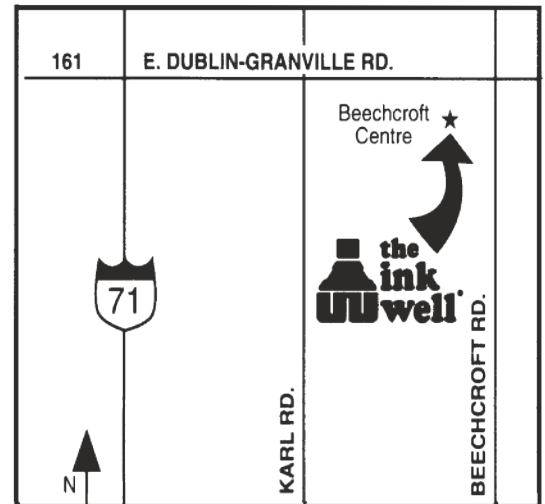 161 E. DUBLIN-GRANVILLE RD.
Beechcroft
Centre
the
ink
well
71
KARL RD.
BEECHCROFT RD.
N